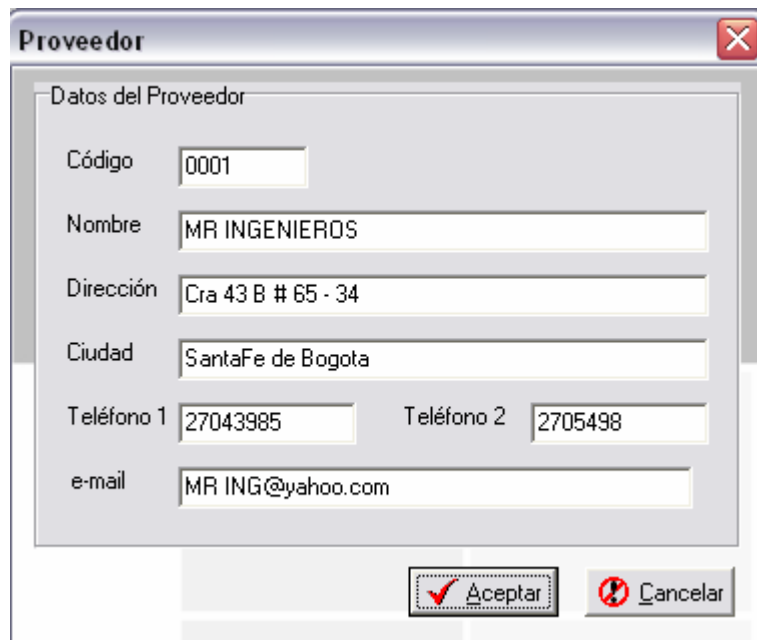 Proveedor
Datos del Proveedor
Código 0001
Nombre MR INGENIEROS
Dirección Cra 43 B # 65 - 34
Ciudad SantaFe de Bogota
Teléfono 1 27043985 Teléfono 2 2705498
e-mail MR ING@yahoo.com
Aceptar Cancelar